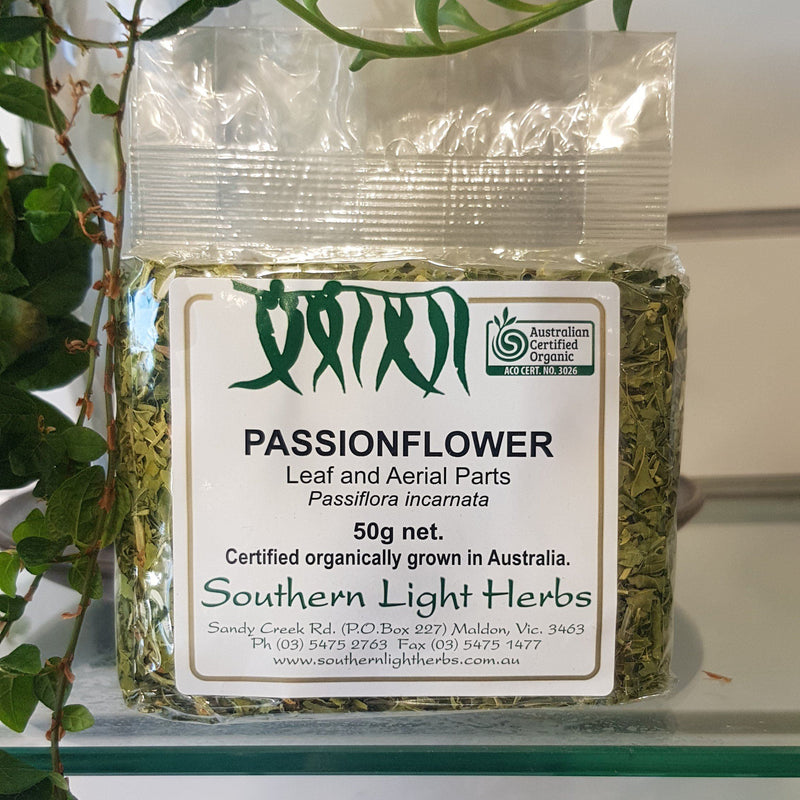 Australian
Certified
Organic
ACO CERT. NO. 3026
PASSIONFLOWER
Leaf and Aerial Parts
Passiflora incarnata
50g net.
Certified organically grown in Australia.
Southern Light Herbs
Sandy Creek Rd. (P.O.Box 227) Maldon, Vic. 3463
Ph (03) 5475 2763 Fax (03) 5475 1477
www.southernlightherbs.com.au